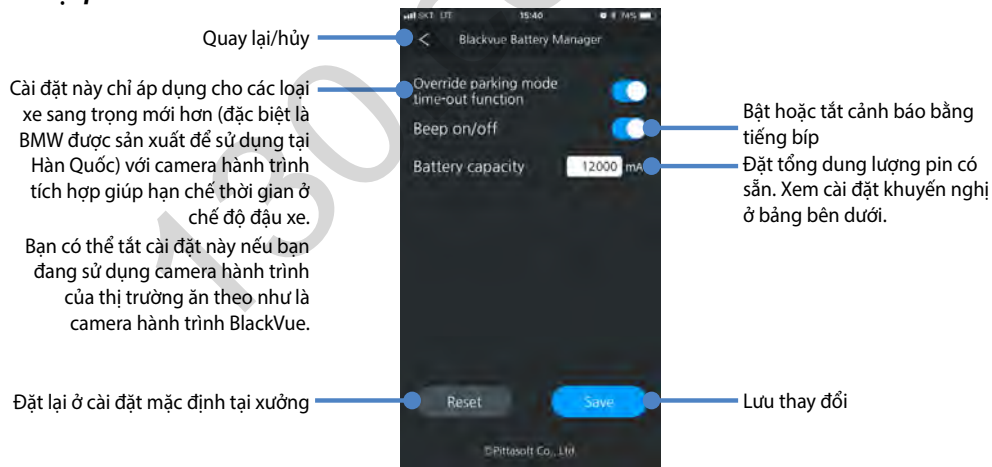 Quay lại/hủy
Cài đặt này chỉ áp dụng cho các loại
xe sang trọng mới hơn (đặc biệt là
BMW được sản xuất để sử dụng tại
Hàn Quốc) với camera hành trình
tích hợp giúp hạn chế thời gian ở
chế độ đậu xe.
Bạn có thể tắt cài đặt này nếu bạn
đang sử dụng camera hành trình
của thị trường ăn theo như là
camera hành trình BlackVue.
Đặt lại ở cài đặt mặc định tại xưởng
SKT LTE 15:40 74%
< Blackvue Battery Manager
Override parking mode
time-out function
Beep on/off
Battery capacity 12000 mA
Reset Save
©Pittasoft Co., Ltd.
Bật hoặc tắt cảnh báo bằng
tiếng bíp
Đặt tổng dung lượng pin có
sẵn. Xem cài đặt khuyến nghị
ở bảng bên dưới.
Lưu thay đổi